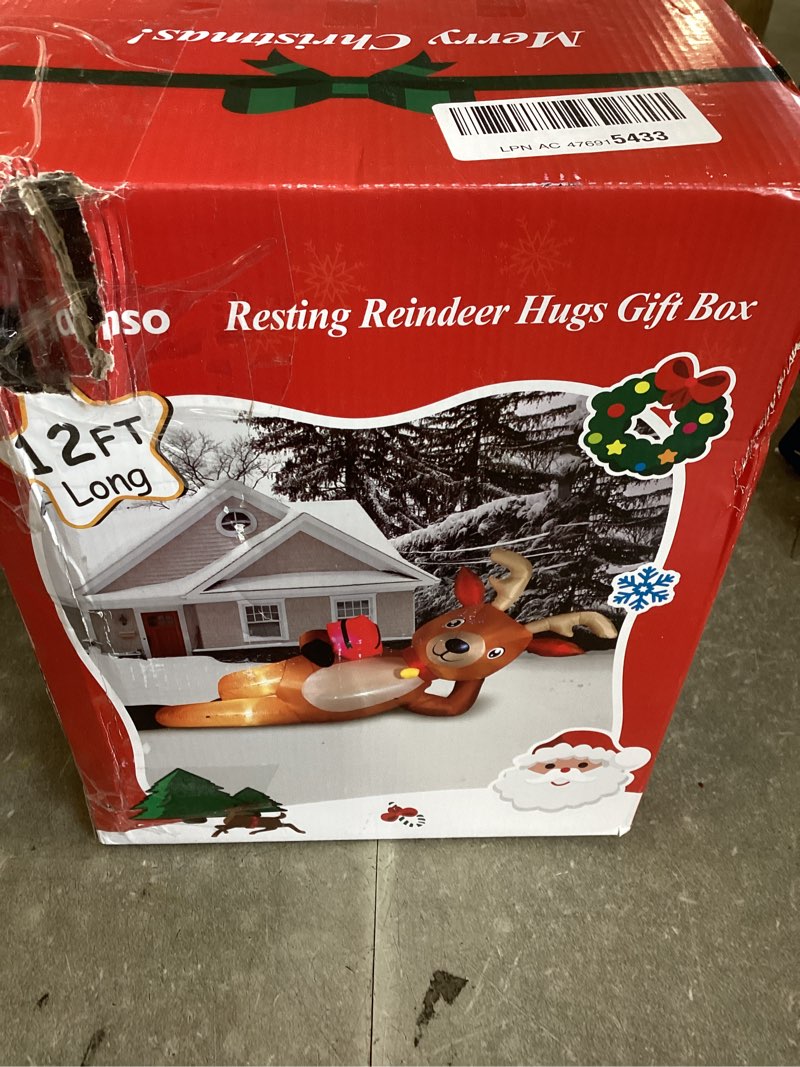 Merry Christmas!
LPN AC 476915433
Resting Reindeer Hugs Gift Box
12FT
Long